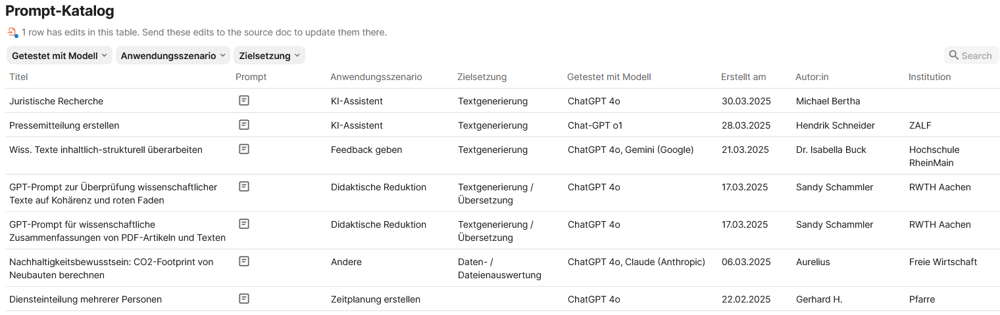 Prompt-Katalog
1 row has edits in this table. Send these edits to the source doc to update them there.
Getestet mit Modell Anwendungsszenario Zielsetzung Search
Titel Prompt Anwendungsszenario Zielsetzung Getestet mit Modell Erstellt am Autor:in Institution
Juristische Recherche KI-Assistent Textgenerierung ChatGPT 4o 30.03.2025 Michael Bertha
Pressemitteilung erstellen KI-Assistent Textgenerierung Chat-GPT o1 28.03.2025 Hendrik Schneider ZALF
Wiss. Texte inhaltlich-strukturell überarbeiten Feedback geben Textgenerierung ChatGPT 4o, Gemini (Google) 21.03.2025 Dr. Isabella Buck Hochschule
RheinMain
GPT-Prompt zur Überprüfung wissenschaftlicher Didaktische Reduktion Textgenerierung / ChatGPT 4o 17.03.2025 Sandy Schammler RWTH Aachen
Texte auf Kohärenz und roten Faden Übersetzung
GPT-Prompt für wissenschaftliche Didaktische Reduktion Textgenerierung / ChatGPT 4o 17.03.2025 Sandy Schammler RWTH Aachen
Zusammenfassungen von PDF-Artikeln und Texten Übersetzung
Nachhaltigkeitsbewusstsein: CO2-Footprint von Andere Daten- / ChatGPT 4o, Claude (Anthropic) 06.03.2025 Aurelius Freie Wirtschaft
Neubauten berechnen Dateienauswertung
Diensteinteilung mehrerer Personen Zeitplanung erstellen ChatGPT 4o 22.02.2025 Gerhard H. Pfarre